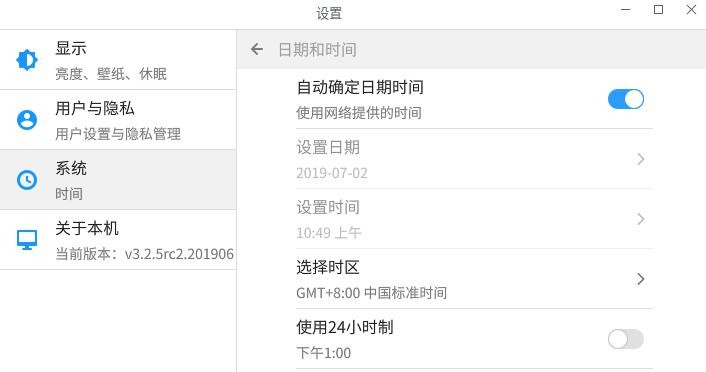 设置
显示
亮度、壁纸、休眠
用户与隐私
用户设置与隐私管理
系统
时间
关于本机
当前版本：v3.2.5rc2.201906
日期和时间
自动确定日期时间
使用网络提供的时间
设置日期
2019-07-02
设置时间
10:49 上午
选择时区
GMT+8:00 中国标准时间
使用24小时制
下午1:00